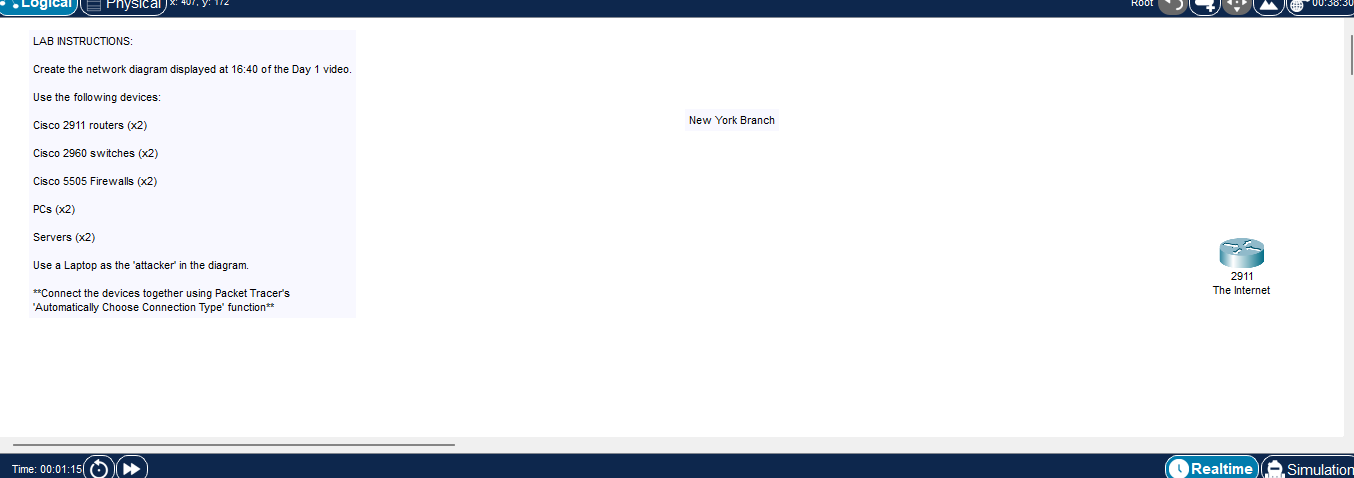 Logical Physical x: 407, y: 172 Root 00:38:30
LAB INSTRUCTIONS:
Create the network diagram displayed at 16:40 of the Day 1 video.
Use the following devices:
Cisco 2911 routers (x2)
Cisco 2960 switches (x2)
Cisco 5505 Firewalls (x2)
PCs (x2)
Servers (x2)
Use a Laptop as the 'attacker' in the diagram.
**Connect the devices together using Packet Tracer's
'Automatically Choose Connection Type' function**
New York Branch
2911
The Internet
Time: 00:01:15 Realtime Simulation